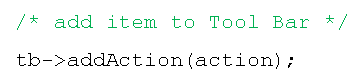 /* add item to Tool Bar */
tb->addAction(action);